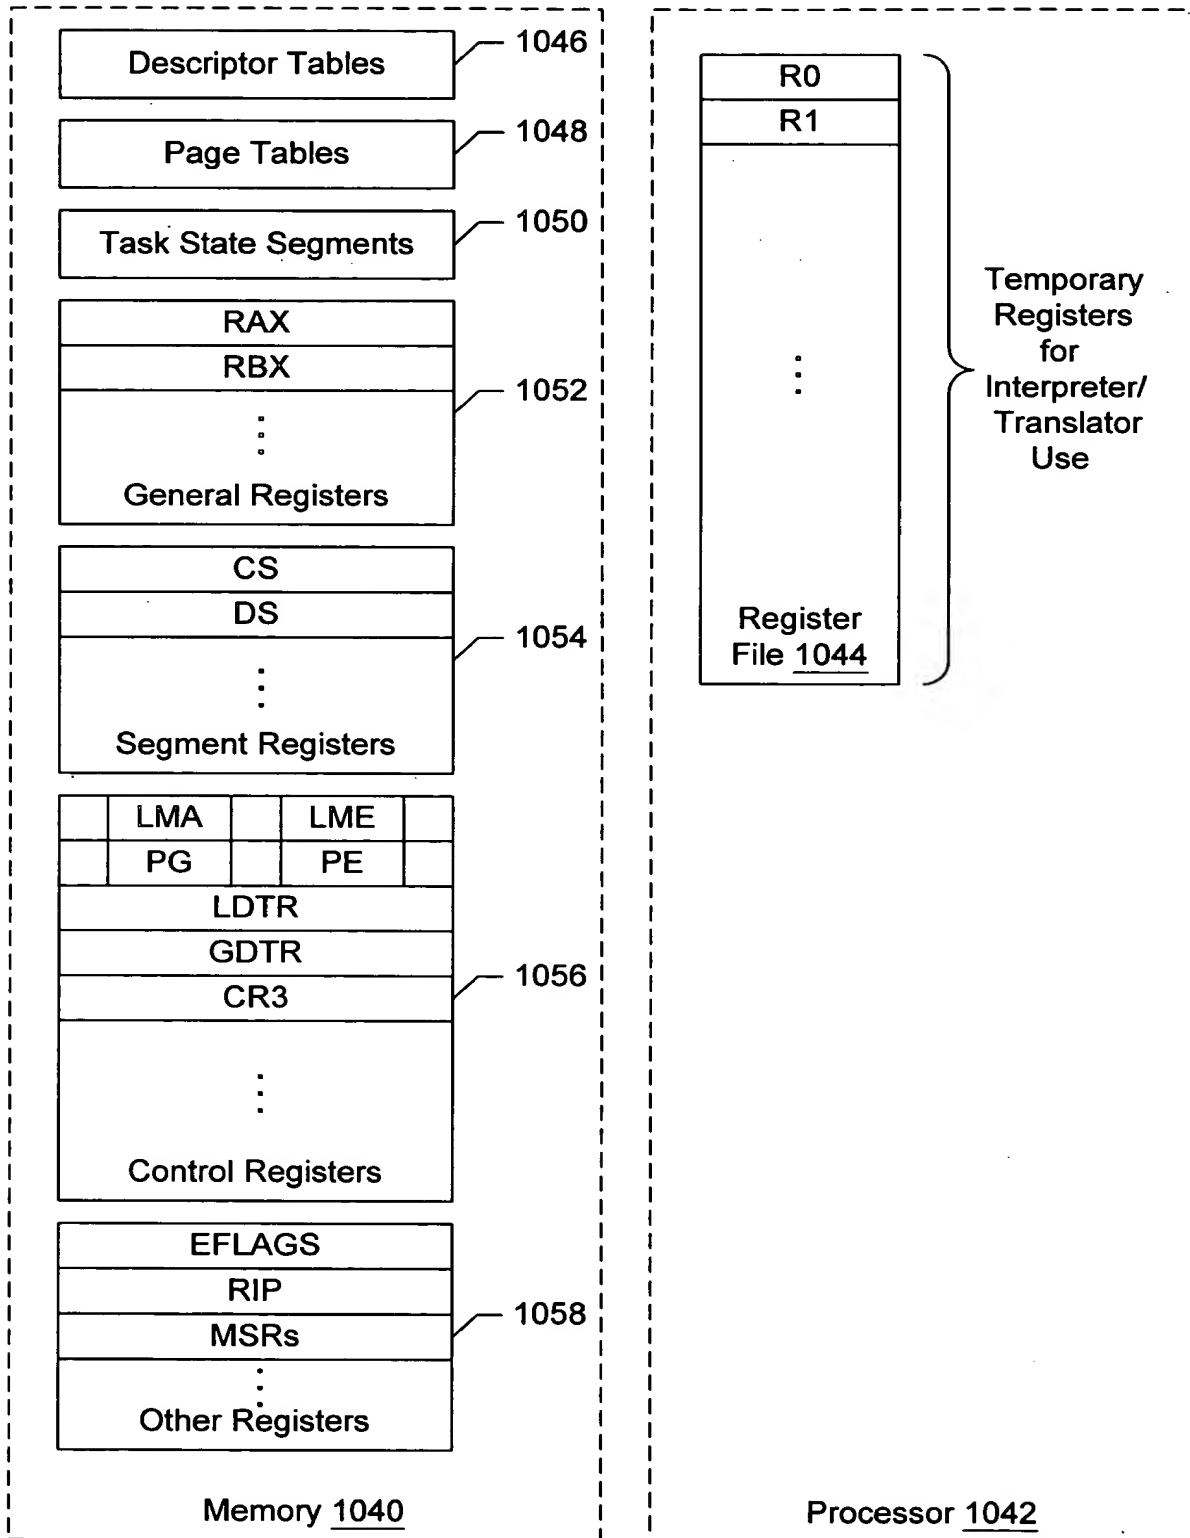 Descriptor Tables
1046
Page Tables
1048
Task State Segments
1050
RAX
RBX
1052
General Registers
CS
DS
1054
Segment Registers
LMA LME
PG PE
LDTR
GDTR
CR3
1056
Control Registers
EFLAGS
RIP
MSRs
1058
Other Registers
Memory 1040
R0
R1
Register
File 1044
Temporary
Registers
for
Interpreter/
Translator
Use
Processor 1042